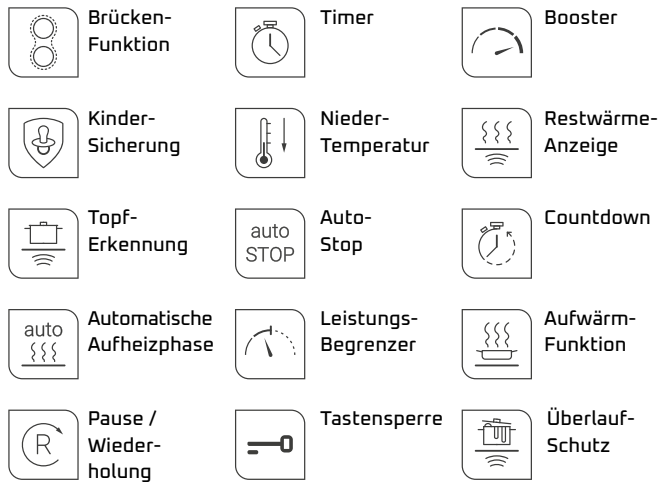 Brücken-
Funktion
Timer
Booster
Kinder-
Sicherung
Nieder-
Temperatur
Restwärme-
Anzeige
Topf-
Erkennung
auto
STOP
Auto-
Stop
Countdown
auto
Automatische
Aufheizphase
Leistungs-
Begrenzer
Aufwärm-
Funktion
R
Pause /
Wieder-
holung
Tastensperre
Überlauf-
Schutz